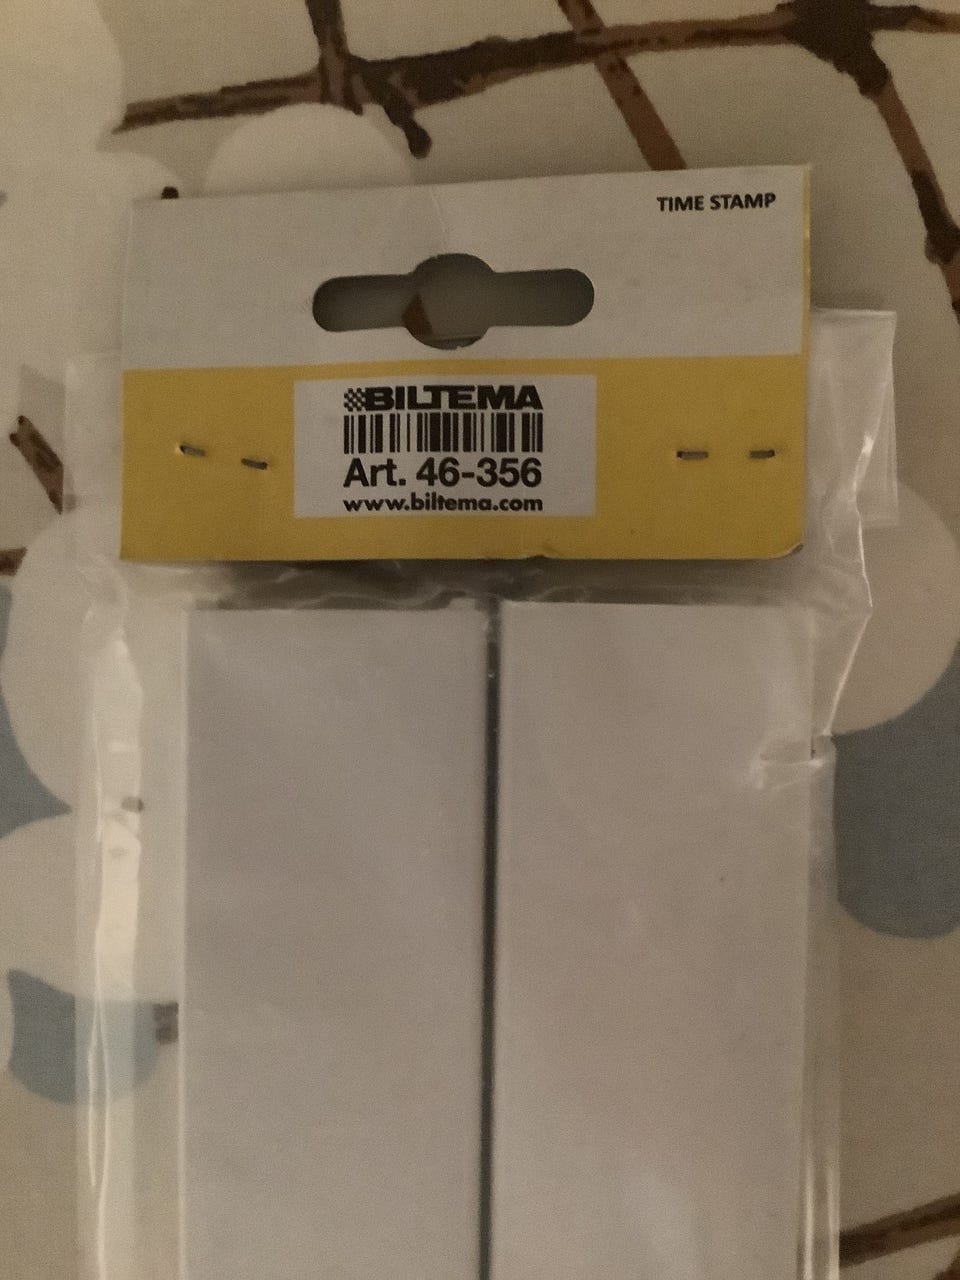 TIME STAMP
BILTEMA
Art. 46-356
www.biltema.com